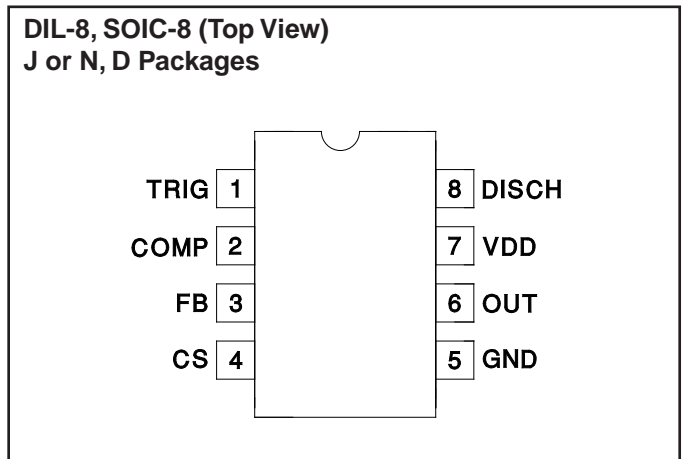 DIL-8, SOIC-8 (Top View)
J or N, D Packages
TRIG 1 8 DISCH
COMP 2 7 VDD
FB 3 6 OUT
CS 4 5 GND